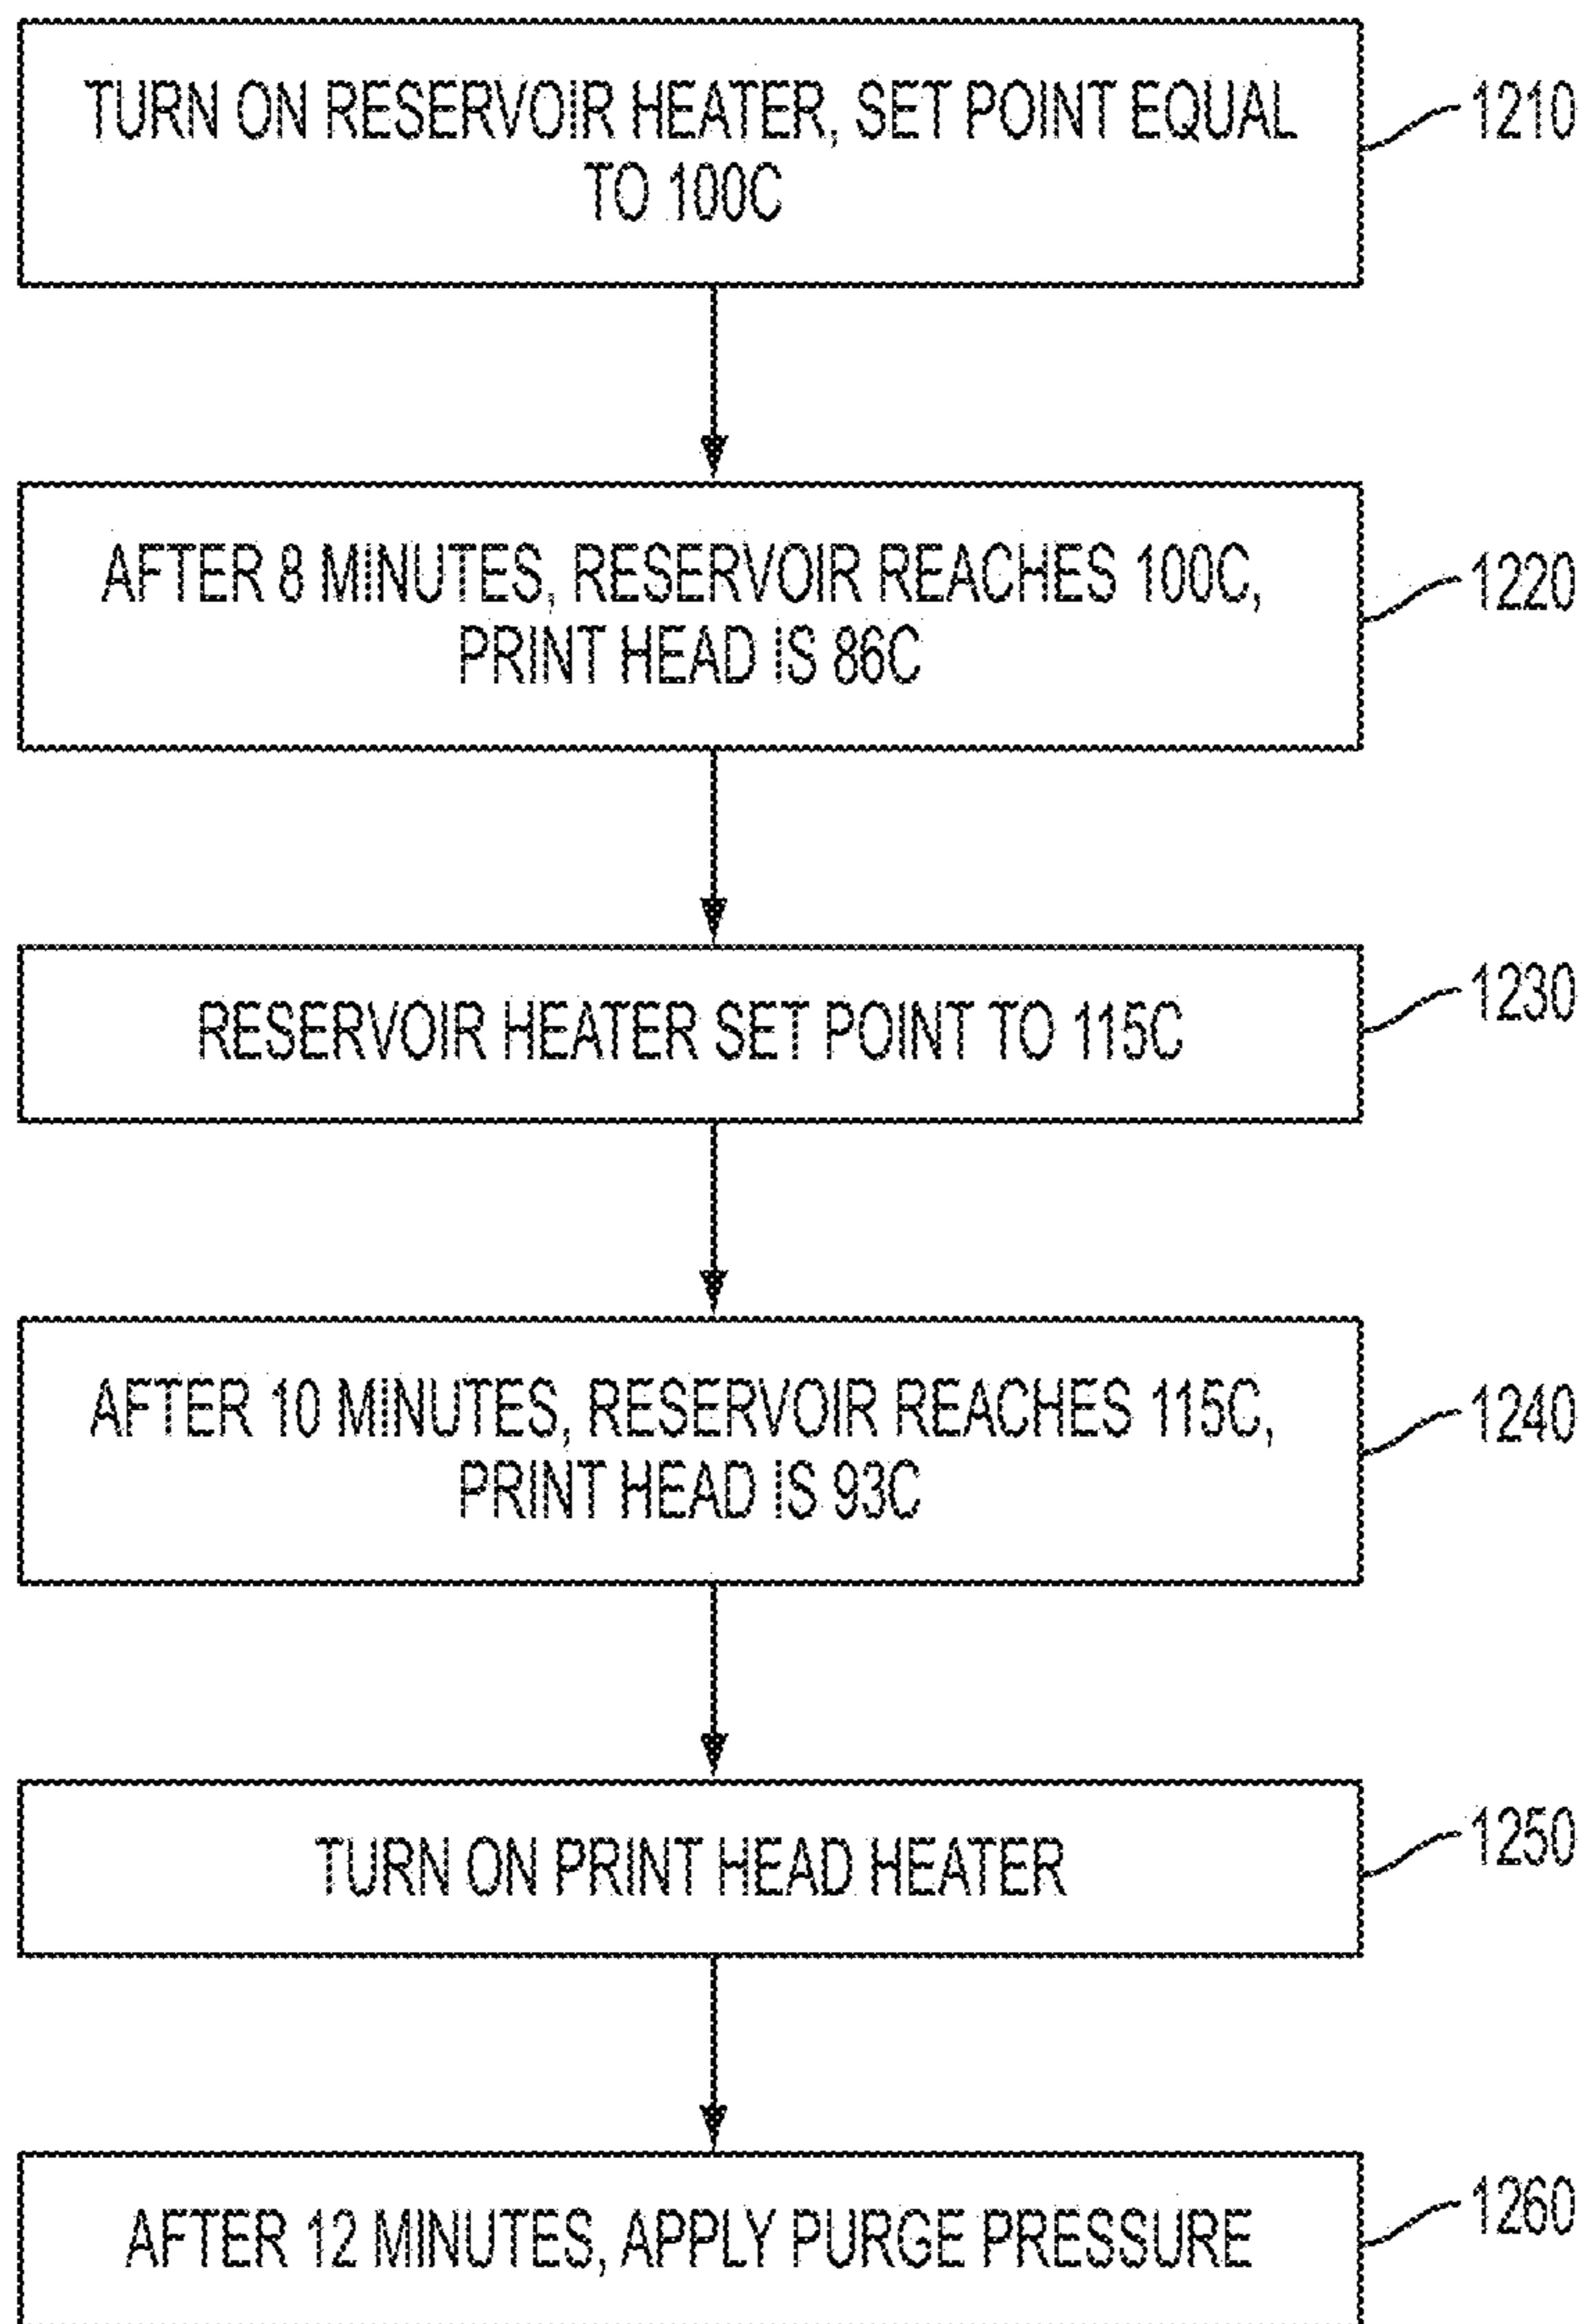 TURN ON RESERVOIR HEATER, SET POINT EQUAL
TO 100C
1210
AFTER 8 MINUTES, RESERVOIR REACHES 100C,
PRINT HEAD IS 86C
1220
RESERVOIR HEATER SET POINT TO 115C
1230
AFTER 10 MINUTES, RESERVOIR REACHES 115C,
PRINT HEAD IS 93C
1240
TURN ON PRINT HEAD HEATER
1250
AFTER 12 MINUTES, APPLY PURGE PRESSURE
1260